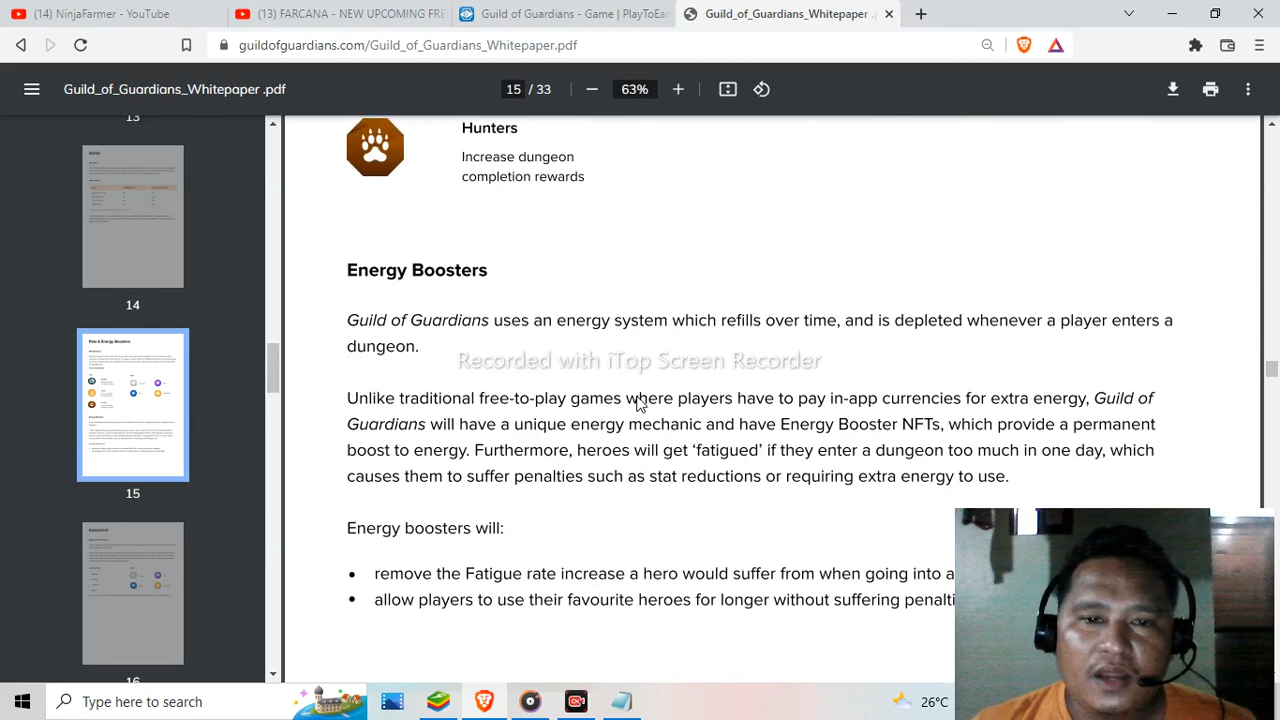 (14) NinjaFarmer - YouTube
(13) FARCANA - NEW UPCOMING FRE
Guild of Guardians - Game | PlayToEarn
Guild_of_Guardians_Whitepaper .p
guildofguardians.com/Guild_of_Guardians_Whitepaper.pdf
Guild_of_Guardians_Whitepaper .pdf
15 / 33
63%
13
14
15
16
Hunters
Increase dungeon
completion rewards
Energy Boosters
Guild of Guardians uses an energy system which refills over time, and is depleted whenever a player enters a
dungeon.
Recorded with iTop Screen Recorder
Unlike traditional free-to-play games where players have to pay in-app currencies for extra energy, Guild of
Guardians will have a unique energy mechanic and have Energy Booster NFTs, which provide a permanent
boost to energy. Furthermore, heroes will get ‘fatigued’ if they enter a dungeon too much in one day, which
causes them to suffer penalties such as stat reductions or requiring extra energy to use.
Energy boosters will:
remove the Fatigue rate increase a hero would suffer from when going into a
allow players to use their favourite heroes for longer without suffering penalti
Type here to search
26°C